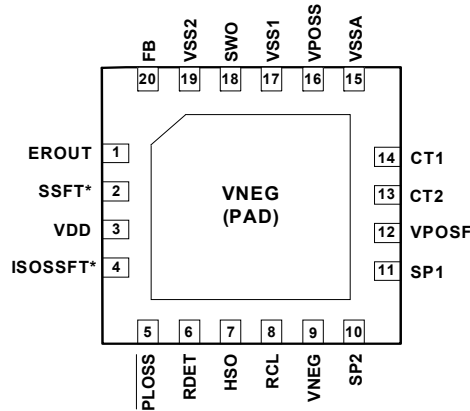 FB
VSS2
SWO
VSS1
VPOSS
VSSA
20 19 18 17 16 15
EROUT 1
SSFT* 2
VDD 3
ISOSSFT* 4
VNEG
(PAD)
14 CT1
13 CT2
12 VPOSF
11 SP1
5 6 7 8 9 10
PLOSS
RDET
HSO
RCL
VNEG
SP2